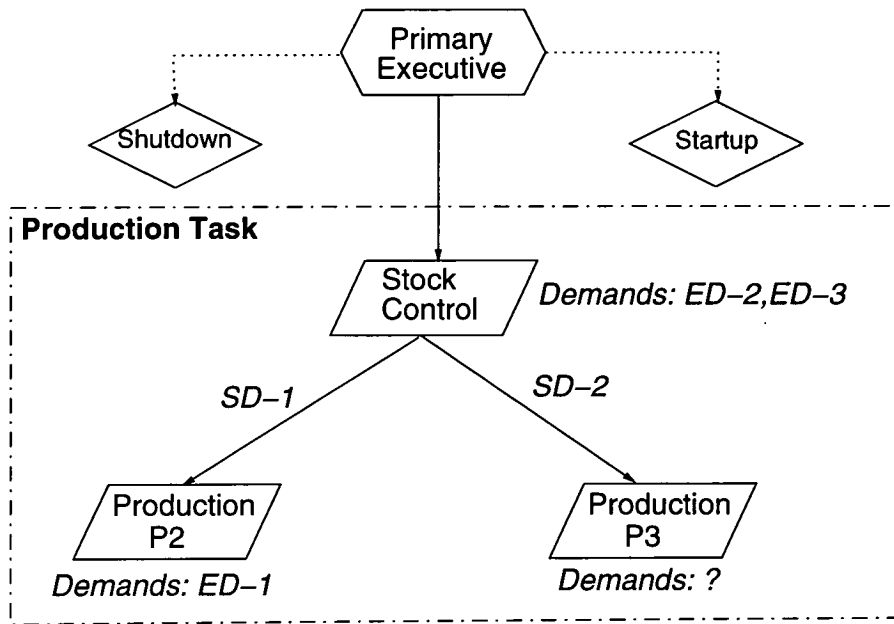 Primary
Executive
Shutdown
Startup
Production Task
Stock
Control
Demands: ED-2,ED-3
SD-1
SD-2
Production
P2
Production
P3
Demands: ED-1
Demands: ?